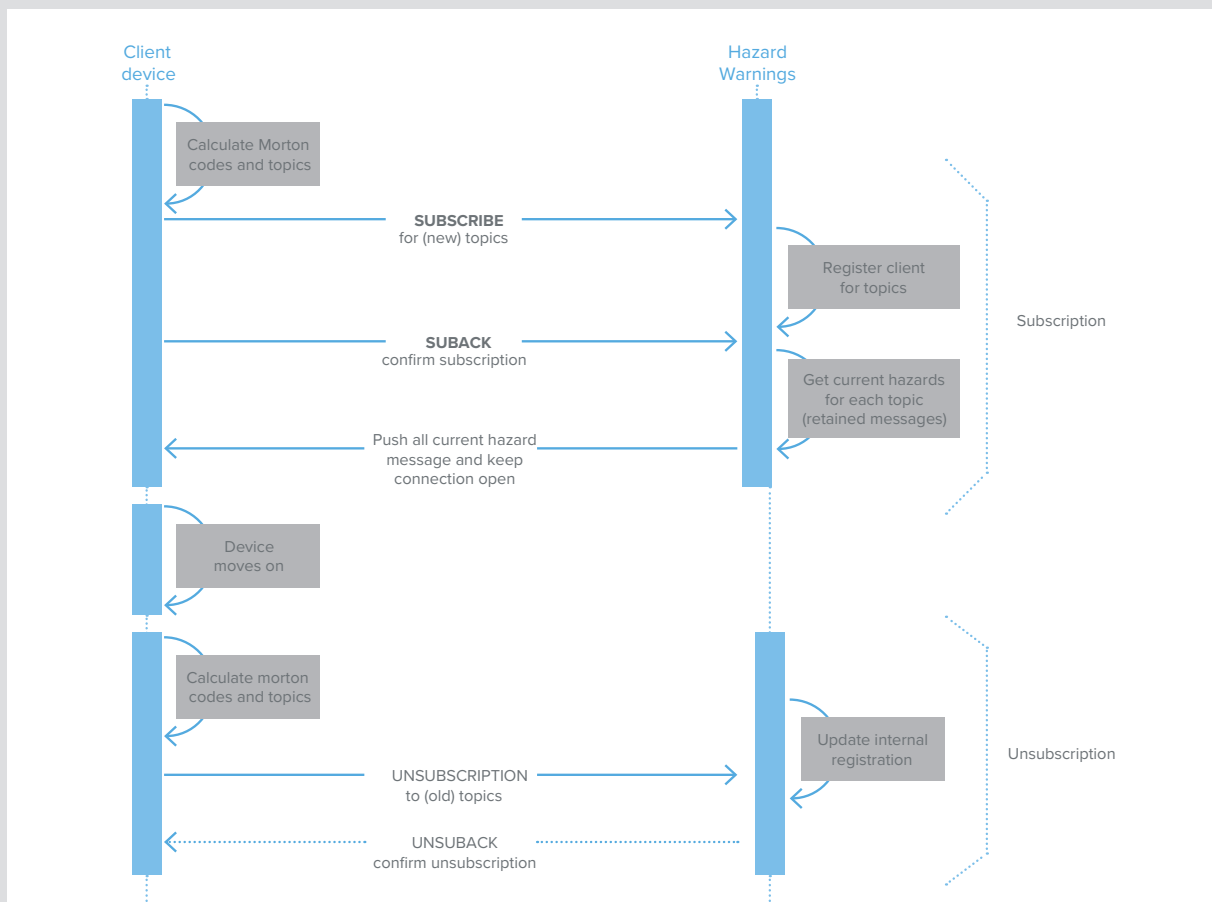 Client
device
Hazard
Warnings
Calculate Morton
codes and topics
SUBSCRIBE
for (new) topics
Register client
for topics
Subscription
SUBACK
confirm subscription
Get current hazards
for each topic
(retained messages)
Push all current hazard
message and keep
connection open
Device
moves on
Calculate morton
codes and topics
Update internal
registration
Unsubscription
UNSUBSCRIPTION
to (old) topics
UNSUBACK
confirm unsubscription